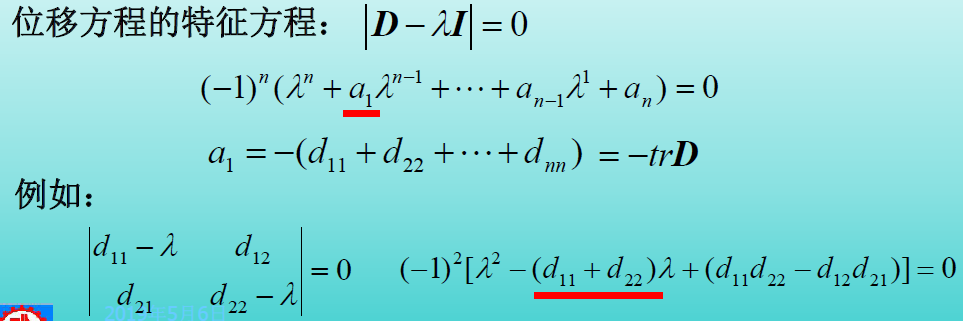 位移方程的特征方程： |D − λI| = 0
(−1)ⁿ(λⁿ + a₁λⁿ⁻¹ + ⋯ + aₙ₋₁λ¹ + aₙ) = 0
a₁ = −(d₁₁ + d₂₂ + ⋯ + dₙₙ) = −trD
例如：
|d₁₁ − λ d₁₂|
|d₂₁ d₂₂ − λ| = 0 (−1)²[λ² − (d₁₁ + d₂₂)λ + (d₁₁d₂₂ − d₁₂d₂₁)] = 0